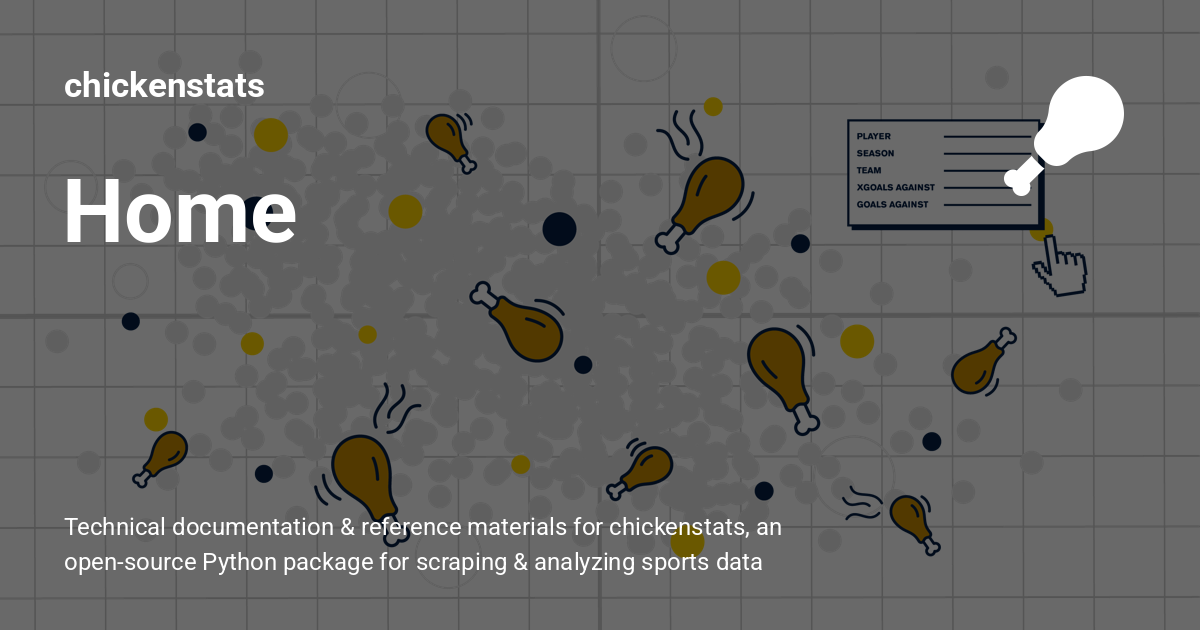 chickenstats
PLAYER
SEASON
TEAM
XGOALS AGAINST
GOALS AGAINST
Home
Technical documentation & reference materials for chickenstats, an
open-source Python package for scraping & analyzing sports data